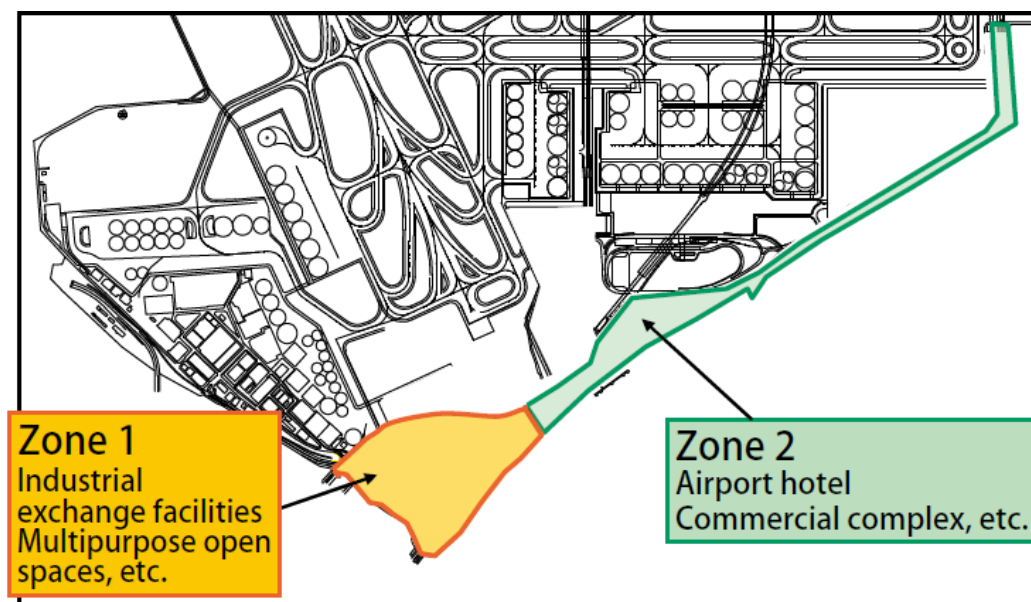 Zone 1
Industrial
exchange facilities
Multipurpose open
spaces, etc.
Zone 2
Airport hotel
Commercial complex, etc.